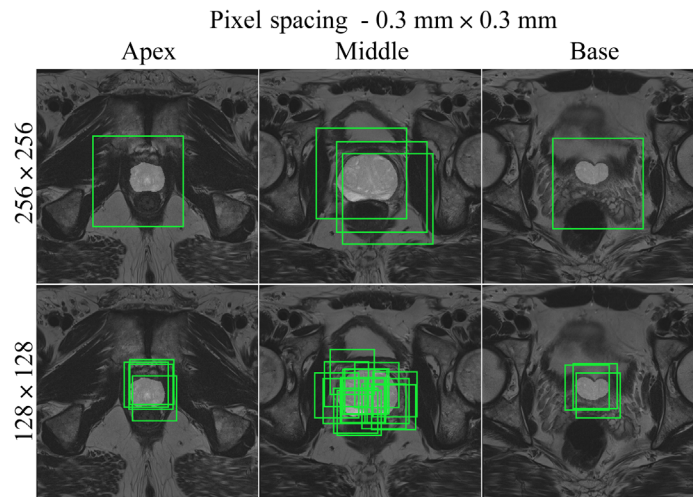 Pixel spacing - 0.3 mm × 0.3 mm
Apex Middle Base
256 × 256
128 × 128